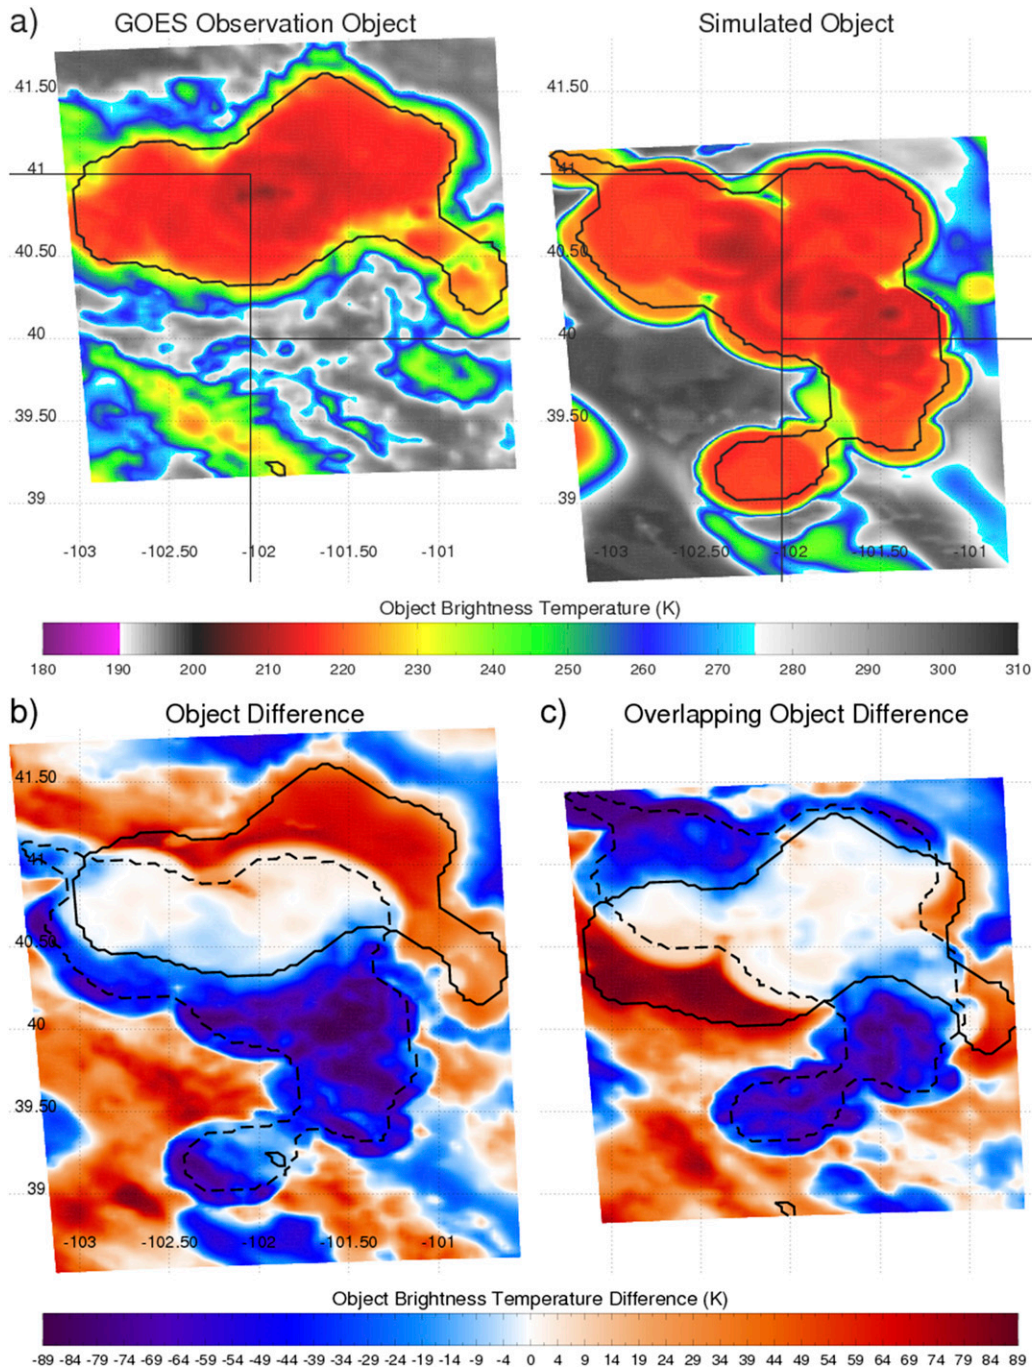 a)
GOES Observation Object
Simulated Object
41.50
41
40.50
40
39.50
39
-103 -102.50 -102 -101.50 -101
41.50
41
40.50
40
39.50
39
-103 -102.50 -102 -101.50 -101
Object Brightness Temperature (K)
180 190 200 210 220 230 240 250 260 270 280 290 300 310
b)
Object Difference
c)
Overlapping Object Difference
41.50
41
40.50
40
39.50
39
-103 -102.50 -102 -101.50 -101
Object Brightness Temperature Difference (K)
-89 -84 -79 -74 -69 -64 -59 -54 -49 -44 -39 -34 -29 -24 -19 -14 -9 -4 0 4 9 14 19 24 29 34 39 44 49 54 59 64 69 74 79 84 89